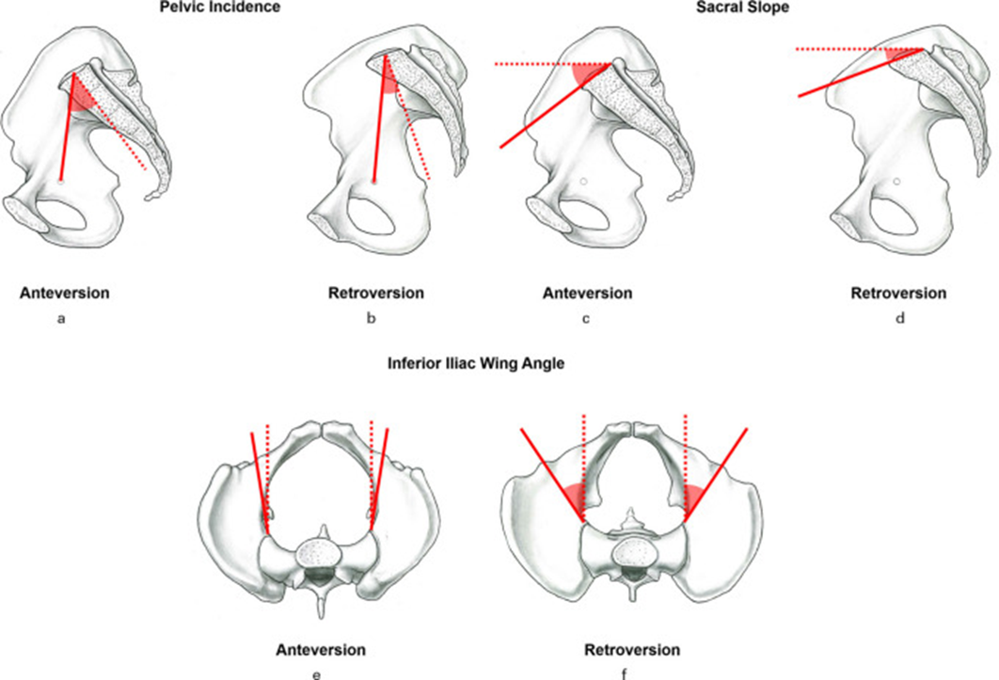 Pelvic Incidence
Sacral Slope
Anteversion
Retroversion
Anteversion
Retroversion
a
b
c
d
Inferior Iliac Wing Angle
Anteversion
Retroversion
e
f